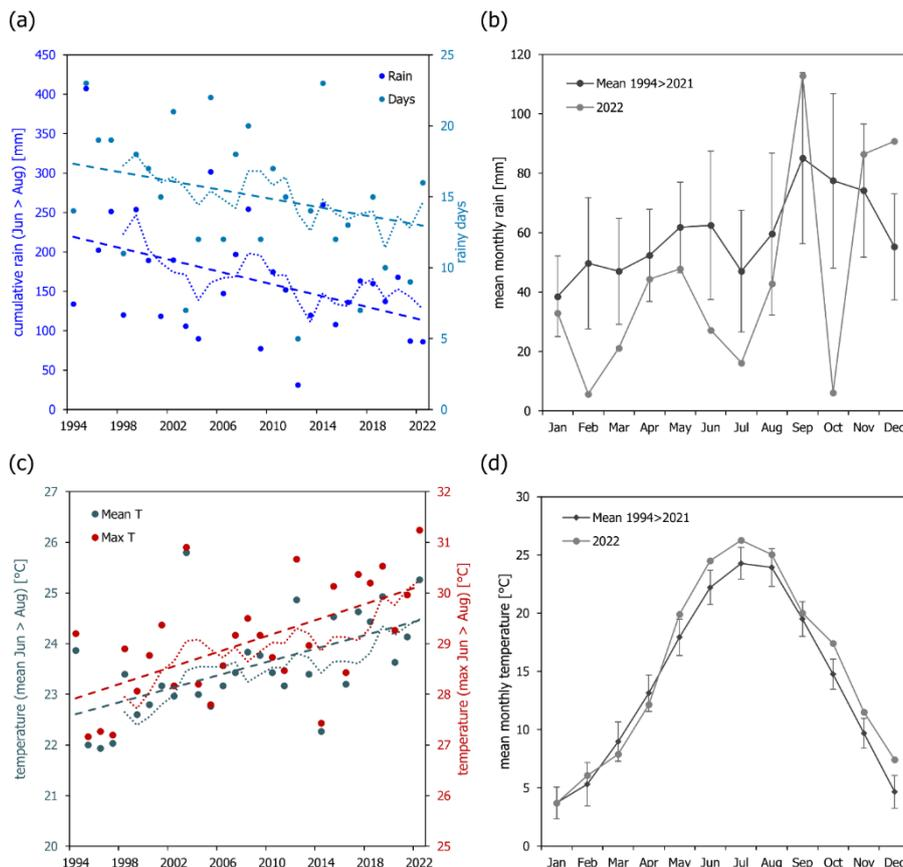 (a)
450
400
350
300
250
200
150
100
50
0
cumulative rain (Jun > Aug) [mm]
Rain
Days
25
20
15
10
5
0
rainy days
1994 1998 2002 2006 2010 2014 2018 2022
(b)
120
100
80
60
40
20
0
mean monthly rain [mm]
Mean 1994>2021
2022
Jan Feb Mar Apr May Jun Jul Aug Sep Oct Nov Dec
(c)
27
26
25
24
23
22
21
20
temperature (mean Jun > Aug) [°C]
Mean T
Max T
32
31
30
29
28
27
26
25
temperature (max Jun > Aug) [°C]
1994 1998 2002 2006 2010 2014 2018 2022
(d)
30
25
20
15
10
5
0
mean monthly temperature [°C]
Mean 1994>2021
2022
Jan Feb Mar Apr May Jun Jul Aug Sep Oct Nov Dec